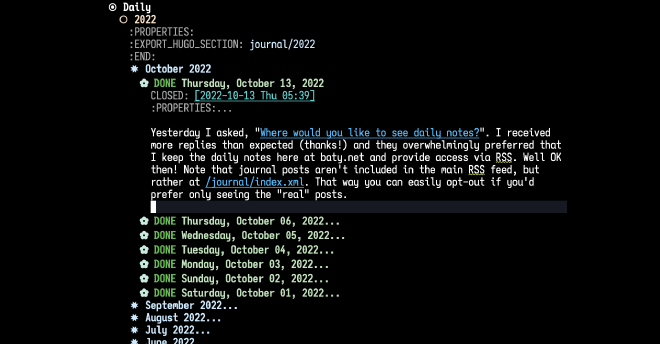 Daily
2022
:PROPERTIES:
:EXPORT_HUGO_SECTION: journal/2022
:END:
October 2022
DONE Thursday, October 13, 2022
CLOSED: [2022-10-13 Thu 05:39]
:PROPERTIES:...
Yesterday I asked, "Where would you like to see daily notes?". I received
more replies than expected (thanks!) and they overwhelmingly preferred that
I keep the daily notes here at baty.net and provide access via RSS. Well OK
then! Note that journal posts aren't included in the main RSS feed, but
rather at /journal/index.xml. That way you can easily opt-out if you'd
prefer only seeing the "real" posts.
DONE Thursday, October 06, 2022...
DONE Wednesday, October 05, 2022...
DONE Tuesday, October 04, 2022...
DONE Monday, October 03, 2022...
DONE Sunday, October 02, 2022...
DONE Saturday, October 01, 2022...
September 2022...
August 2022...
July 2022...
June 2022